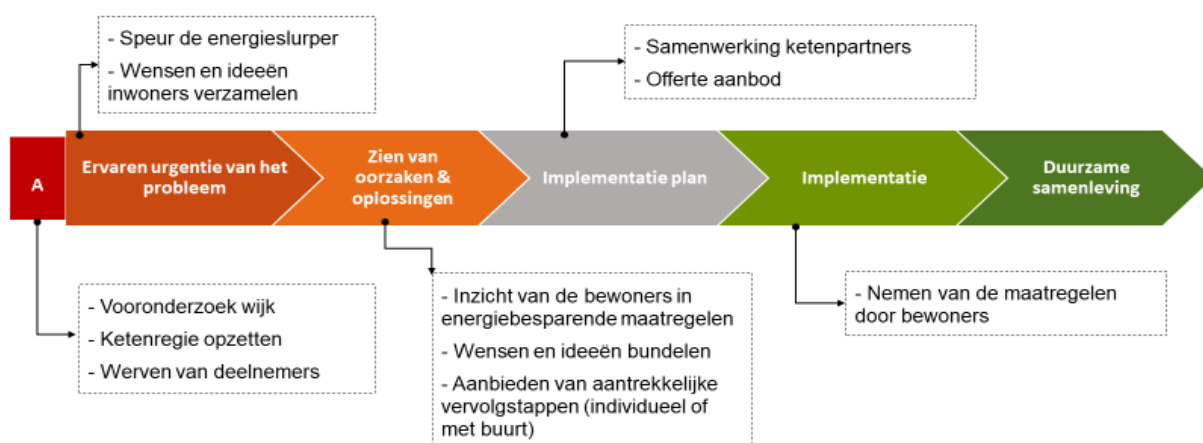 - Speur de energieslurper
- Wensen en ideeën
inwoners verzamelen
- Samenwerking ketenpartners
- Offerte aanbod
A
Ervaren urgentie van het
probleem
Zien van
oorzaken &
oplossingen
Implementatie plan
Implementatie
Duurzame
samenleving
- Vooronderzoek wijk
- Ketenregie opzetten
- Werven van deelnemers
- Inzicht van de bewoners in
energiebesparende maatregelen
- Wensen en ideeën bundelen
- Aanbieden van aantrekkelijke
vervolgstappen (individueel of
met buurt)
- Nemen van de maatregelen
door bewoners